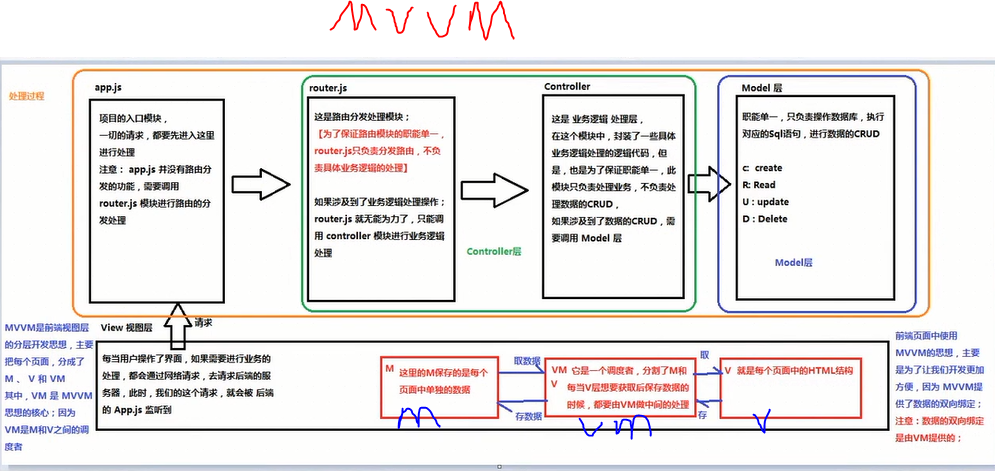 MVVM
处理过程
app.js
项目的入口模块，
一切的请求，都要先进入这里
进行处理
注意： app.js 并没有路由分
发的功能，需要调用
router.js 模块进行路由的分
发处理
router.js
这是路由分发处理模块；
【为了保证路由模块的职能单一，
router.js只负责分发路由，不负
责具体业务逻辑的处理】
如果涉及到了业务逻辑处理操作；
router.js 就无能为力了，只能调
用 controller 模块进行业务逻辑
处理
Controller层
Controller
这是 业务逻辑 处理层，
在这个模块中，封装了一些具体
业务逻辑处理的逻辑代码，但
是，也是为了保证职能单一，此
模块只负责处理业务，不负责处
理数据的CRUD，
如果涉及到了数据的CRUD，需
要调用 Model 层
Model 层
职能单一，只负责操作数据库，执行
对应的Sql语句，进行数据的CRUD
c: create
R: Read
U : update
D : Delete
Model层
请求
MVVM是前端视图层
的分层开发思想，主要
把每个页面，分成了
M 、 V 和 VM
其中，VM 是 MVVM
思想的核心；因为
VM是M和V之间的调
度者
View 视图层
每当用户操作了界面，如果需要进行业务的
处理，都会通过网络请求，去请求后端的服
务器，此时，我们的这个请求，就会被 后端
的 App.js 监听到
M 这里的M保存的是每个
页面中单独的数据
M
取数据
存数据
VM 它是一个调度者，分割了M和
V
每当V层想要获取后保存数据的
时候，都要由VM做中间的处理
vm
取
存
V 就是每个页面中的HTML结构
V
前端页面中使用
MVVM的思想，主要
是为了让我们开发更加
方便，因为 MVVM提
供了数据的双向绑定；
注意：数据的双向绑定
是由VM提供的；